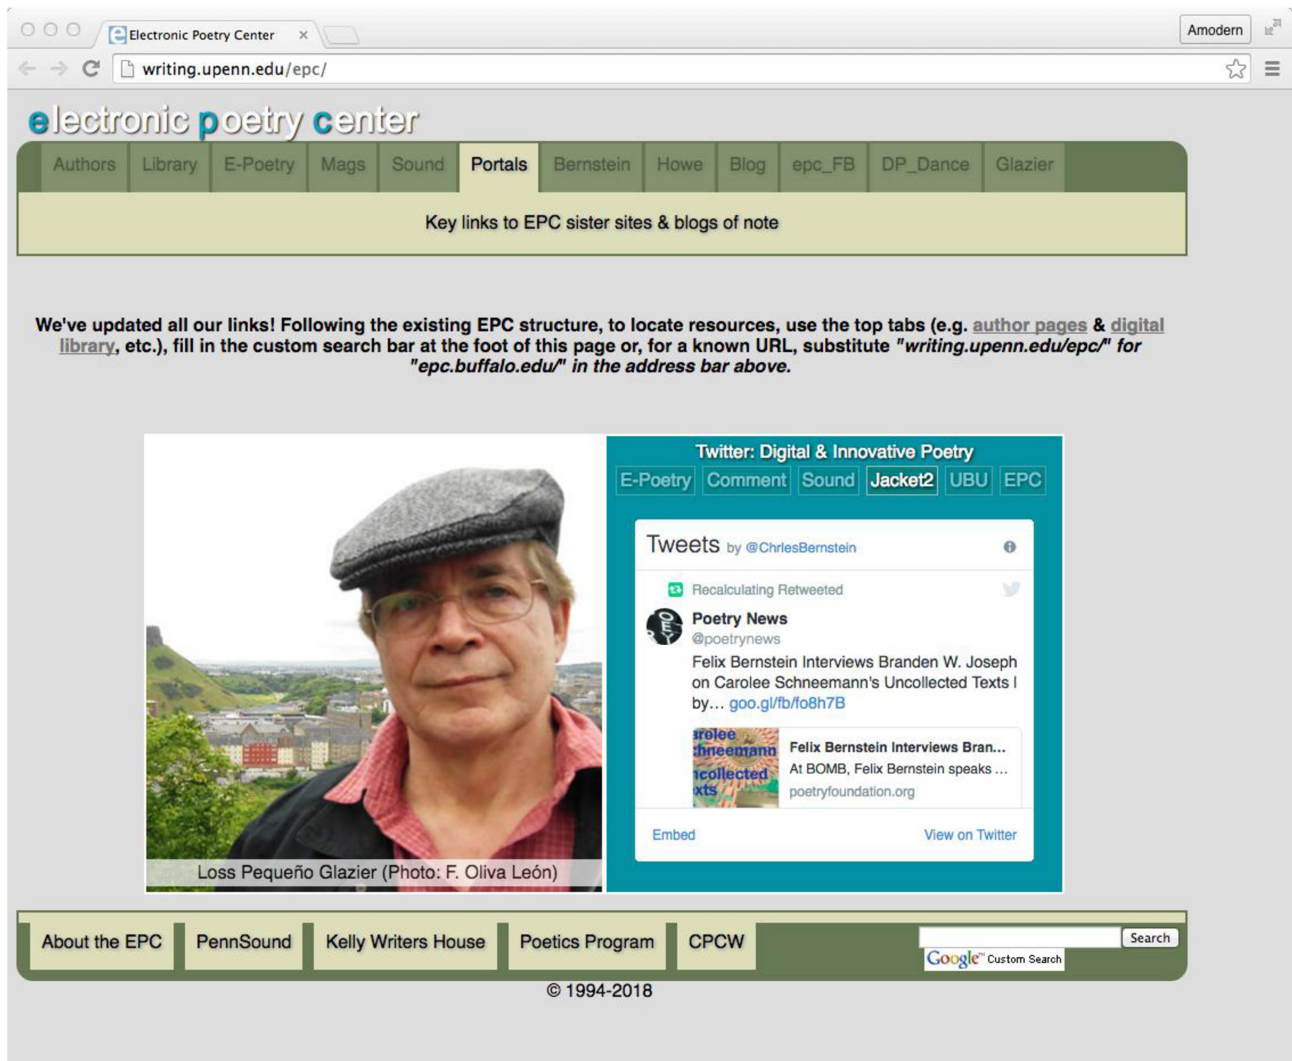 Electronic Poetry Center
Amodern
writing.upenn.edu/epc/
electronic poetry center
Authors Library E-Poetry Mags Sound Portals Bernstein Howe Blog epc_FB DP_Dance Glazier
Key links to EPC sister sites & blogs of note
We've updated all our links! Following the existing EPC structure, to locate resources, use the top tabs (e.g. author pages & digital
library, etc.), fill in the custom search bar at the foot of this page or, for a known URL, substitute "writing.upenn.edu/epc/" for
"epc.buffalo.edu/" in the address bar above.
Loss Pequeño Glazier (Photo: F. Oliva León)
Twitter: Digital & Innovative Poetry
E-Poetry Comment Sound Jacket2 UBU EPC
Tweets by @ChrlesBernstein
Recalculating Retweeted
Poetry News
@poetrynews
Felix Bernstein Interviews Branden W. Joseph
on Carolee Schneemann's Uncollected Texts |
by… goo.gl/fb/fo8h7B
Felix Bernstein Interviews Bran...
At BOMB, Felix Bernstein speaks ...
poetryfoundation.org
Embed View on Twitter
About the EPC PennSound Kelly Writers House Poetics Program CPCW
Search
Google™ Custom Search
© 1994-2018